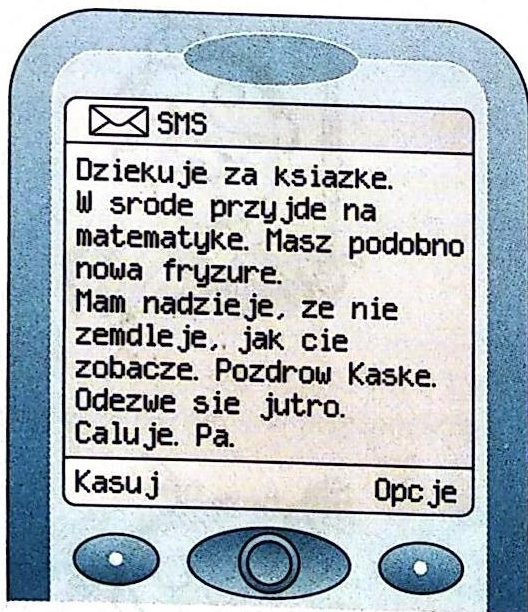 SMS
Dziekuje za ksiazke.
W srode przyjde na
matematyke. Masz podobno
nowa fryzure.
Mam nadzieje, ze nie
zemdleje,. jak cie
zobacze. Pozdrow Kaske.
Odezwe sie jutro.
Caluje. Pa.
Kasuj Opcje